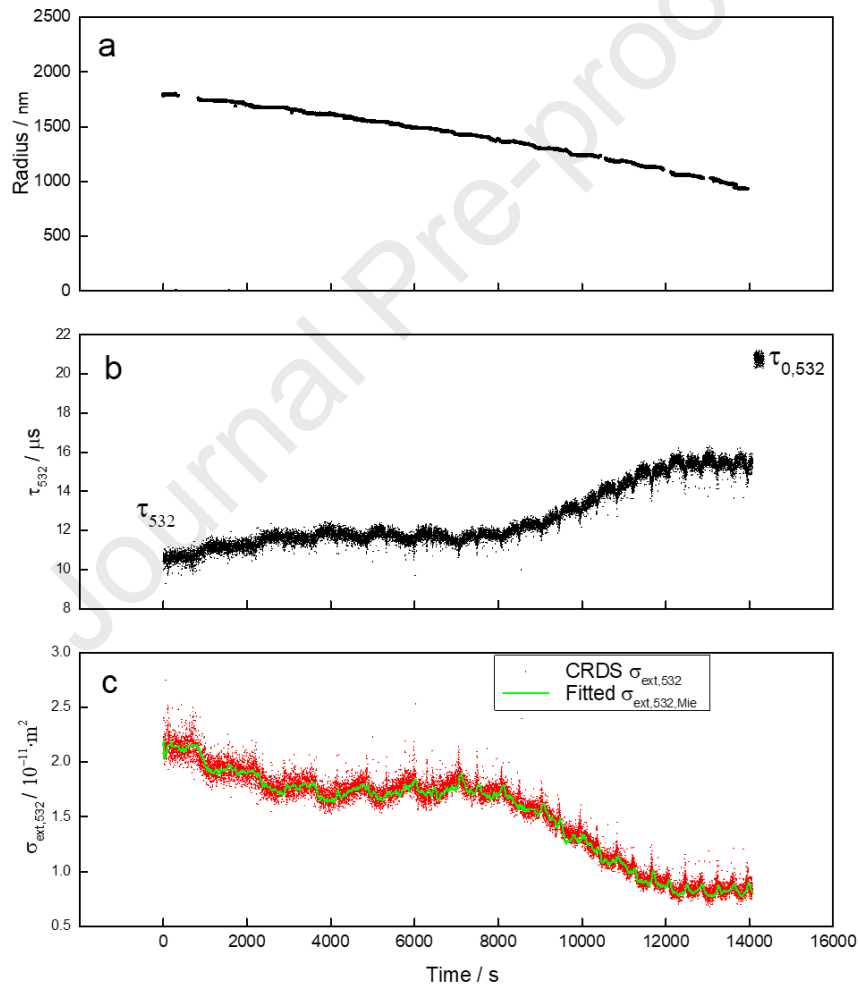 2500
a
2000
Radius / nm
1500
1000
500
0
22
b
20
τ0,532
18
τ532 / μs
16
14
τ532
12
10
8
3.0
c
CRDS σext,532
Fitted σext,532,Mie
2.5
σext,532 / 10⁻¹¹·m²
2.0
1.5
1.0
0.5
0 2000 4000 6000 8000 10000 12000 14000 16000
Time / s
Journal Pre-proo